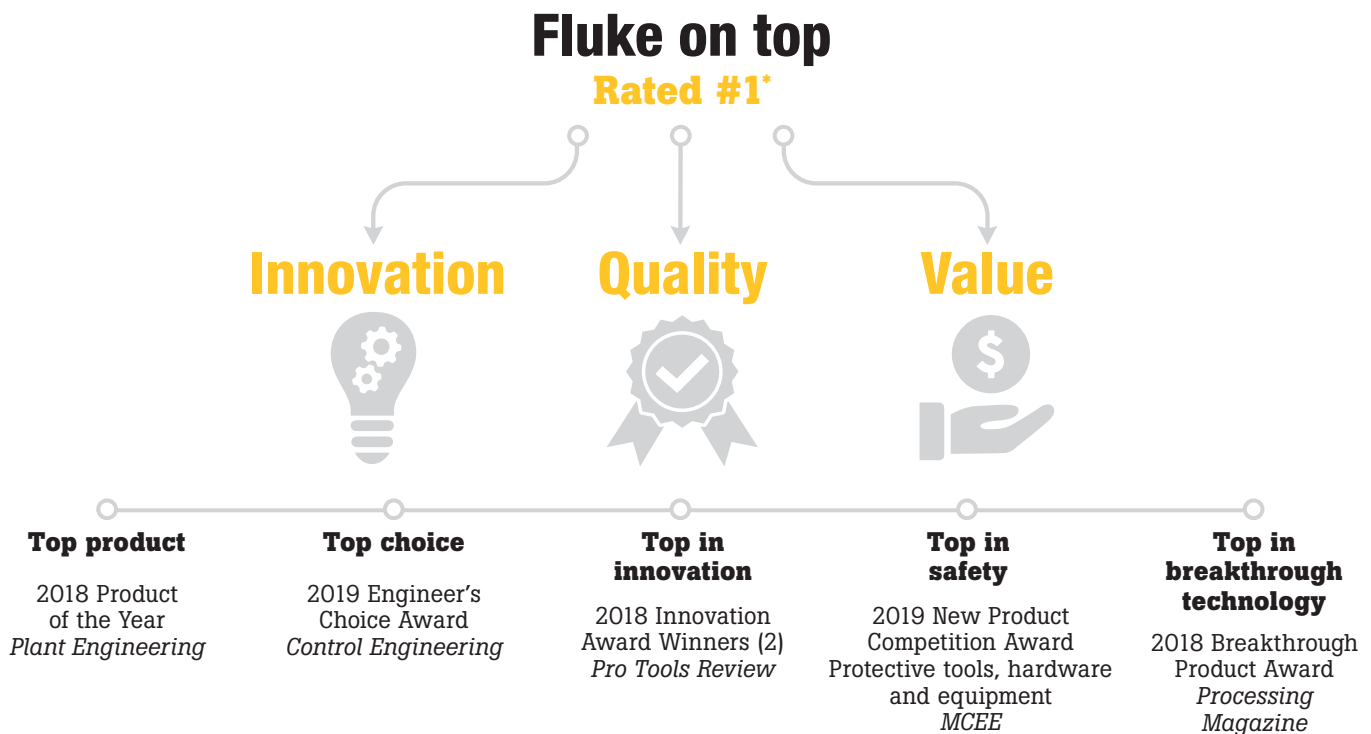 Fluke on top
Rated #1*
Innovation
Quality
Value
$
Top product
2018 Product
of the Year
Plant Engineering
Top choice
2019 Engineer's
Choice Award
Control Engineering
Top in
innovation
2018 Innovation
Award Winners (2)
Pro Tools Review
Top in
safety
2019 New Product
Competition Award
Protective tools, hardware
and equipment
MCEE
Top in
breakthrough
technology
2018 Breakthrough
Product Award
Processing
Magazine